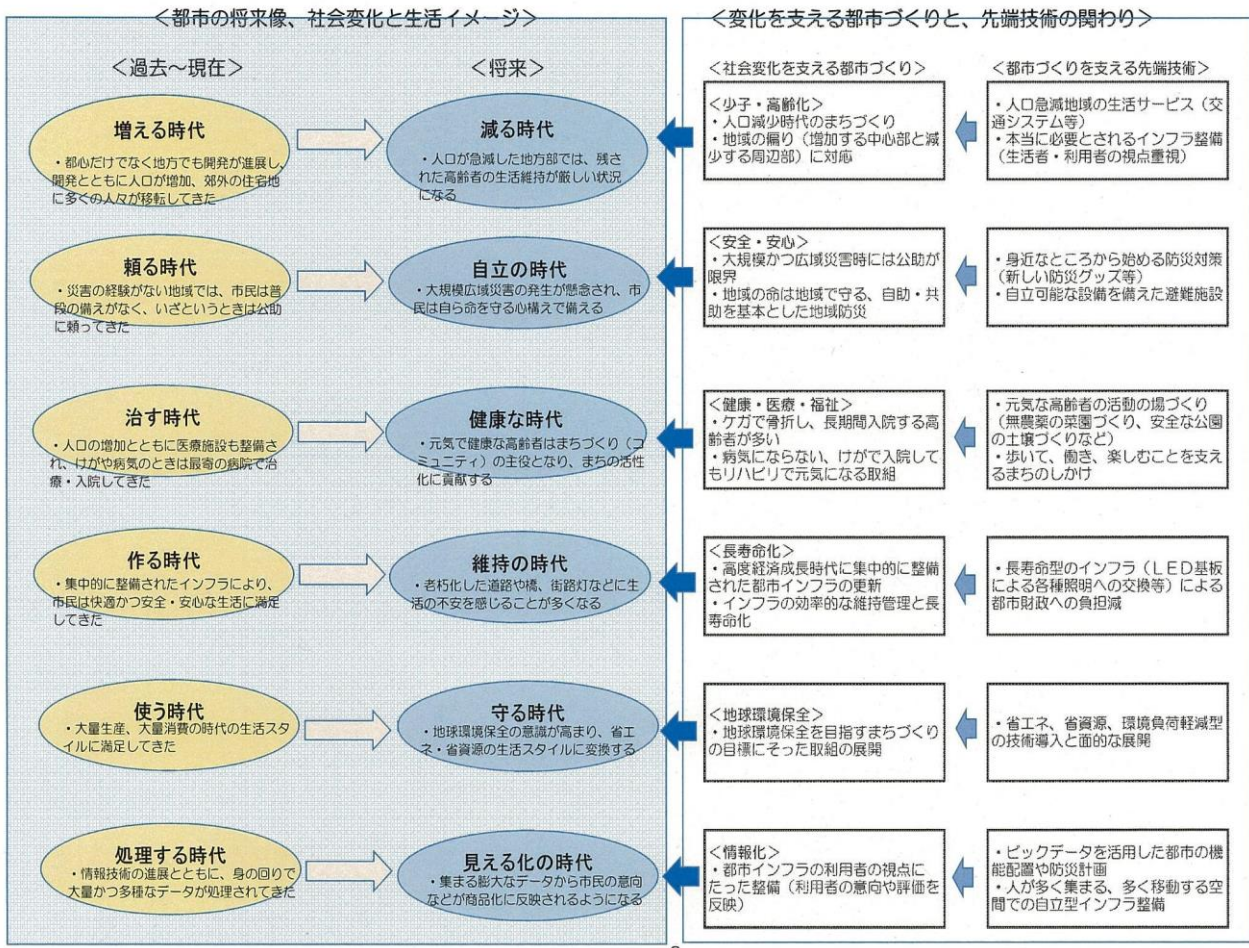 ＜都市の将来像、社会変化と生活イメージ＞
＜過去～現在＞
＜将来＞
増える時代
・都心だけでなく地方でも開発が進展し、
開発とともに人口が増加、郊外の住宅地
に多くの人々が移転してきた
減る時代
・人口が急減した地方部では、残さ
れた高齢者の生活維持が厳しい状況
になる
頼る時代
・災害の経験がない地域では、市民は普
段の備えがなく、いざというときは公助
に頼ってきた
自立の時代
・大規模広域災害の発生が懸念され、市
民は自ら命を守る心構えで備える
治す時代
・人口の増加とともに医療施設も整備さ
れ、けがや病気のときは最寄の病院で治
療・入院してきた
健康な時代
・元気で健康な高齢者はまちづくり（コ
ミュニティ）の主役となり、まちの活性
化に貢献する
作る時代
・集中的に整備されたインフラにより、
市民は快適かつ安全・安心な生活に満足
してきた
維持の時代
・老朽化した道路や橋、街路灯などに生
活の不安を感じることが多くなる
使う時代
・大量生産、大量消費の時代の生活スタ
イルに満足してきた
守る時代
・地球環境保全の意識が高まり、省エ
ネ・省資源の生活スタイルに変換する
処理する時代
・情報技術の進展とともに、身の回りで
大量かつ多種なデータが処理されてきた
見える化の時代
・集まる膨大なデータから市民の意向
などが商品化に反映されるようになる
＜変化を支える都市づくりと、先端技術の関わり＞
＜社会変化を支える都市づくり＞
＜都市づくりを支える先端技術＞
＜少子・高齢化＞
・人口減少時代のまちづくり
・地域の偏り（増加する中心部と減
少する周辺部）に対応
・人口急減地域の生活サービス（交
通システム等）
・本当に必要とされるインフラ整備
（生活者・利用者の視点重視）
＜安全・安心＞
・大規模かつ広域災害時には公助が
限界
・地域の命は地域で守る、自助・共
助を基本とした地域防災
・身近なところから始める防災対策
（新しい防災グッズ等）
・自立可能な設備を備えた避難施設
＜健康・医療・福祉＞
・ケガで骨折し、長期間入院する高
齢者が多い
・病気にならない、けがで入院して
もリハビリで元気になる取組
・元気な高齢者の活動の場づくり
（無農薬の菜園づくり、安全な公園
の土壌づくりなど）
・歩いて、働き、楽しむことを支え
るまちのしかけ
＜長寿命化＞
・高度経済成長時代に集中的に整備
された都市インフラの更新
・インフラの効率的な維持管理と長
寿命化
・長寿命型のインフラ（ＬＥＤ基板
による各種照明への交換等）による
都市財政への負担減
＜地球環境保全＞
・地球環境保全を目指すまちづくり
の目標にそった取組の展開
・省エネ、省資源、環境負荷軽減型
の技術導入と面的な展開
＜情報化＞
・都市インフラの利用者の視点に
たった整備（利用者の意向や評価を
反映）
・ビックデータを活用した都市の機
能配置や防災計画
・人が多く集まる、多く移動する空
間での自立型インフラ整備